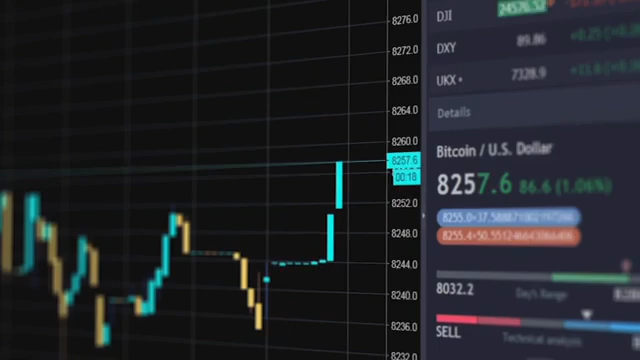 8276.0
8272.0
8268.0
8264.0
8260.0
8257.6
00:18
8252.0
8248.0
8244.0
8240.0
8236.0
8232.0
DJI 24576.52
DXY 89.86
UKX 7328.9
Details
Bitcoin / U.S. Dollar
8257.6 86.6 (1.06%)
8032.2 Day's Range
SELL Technical analysis